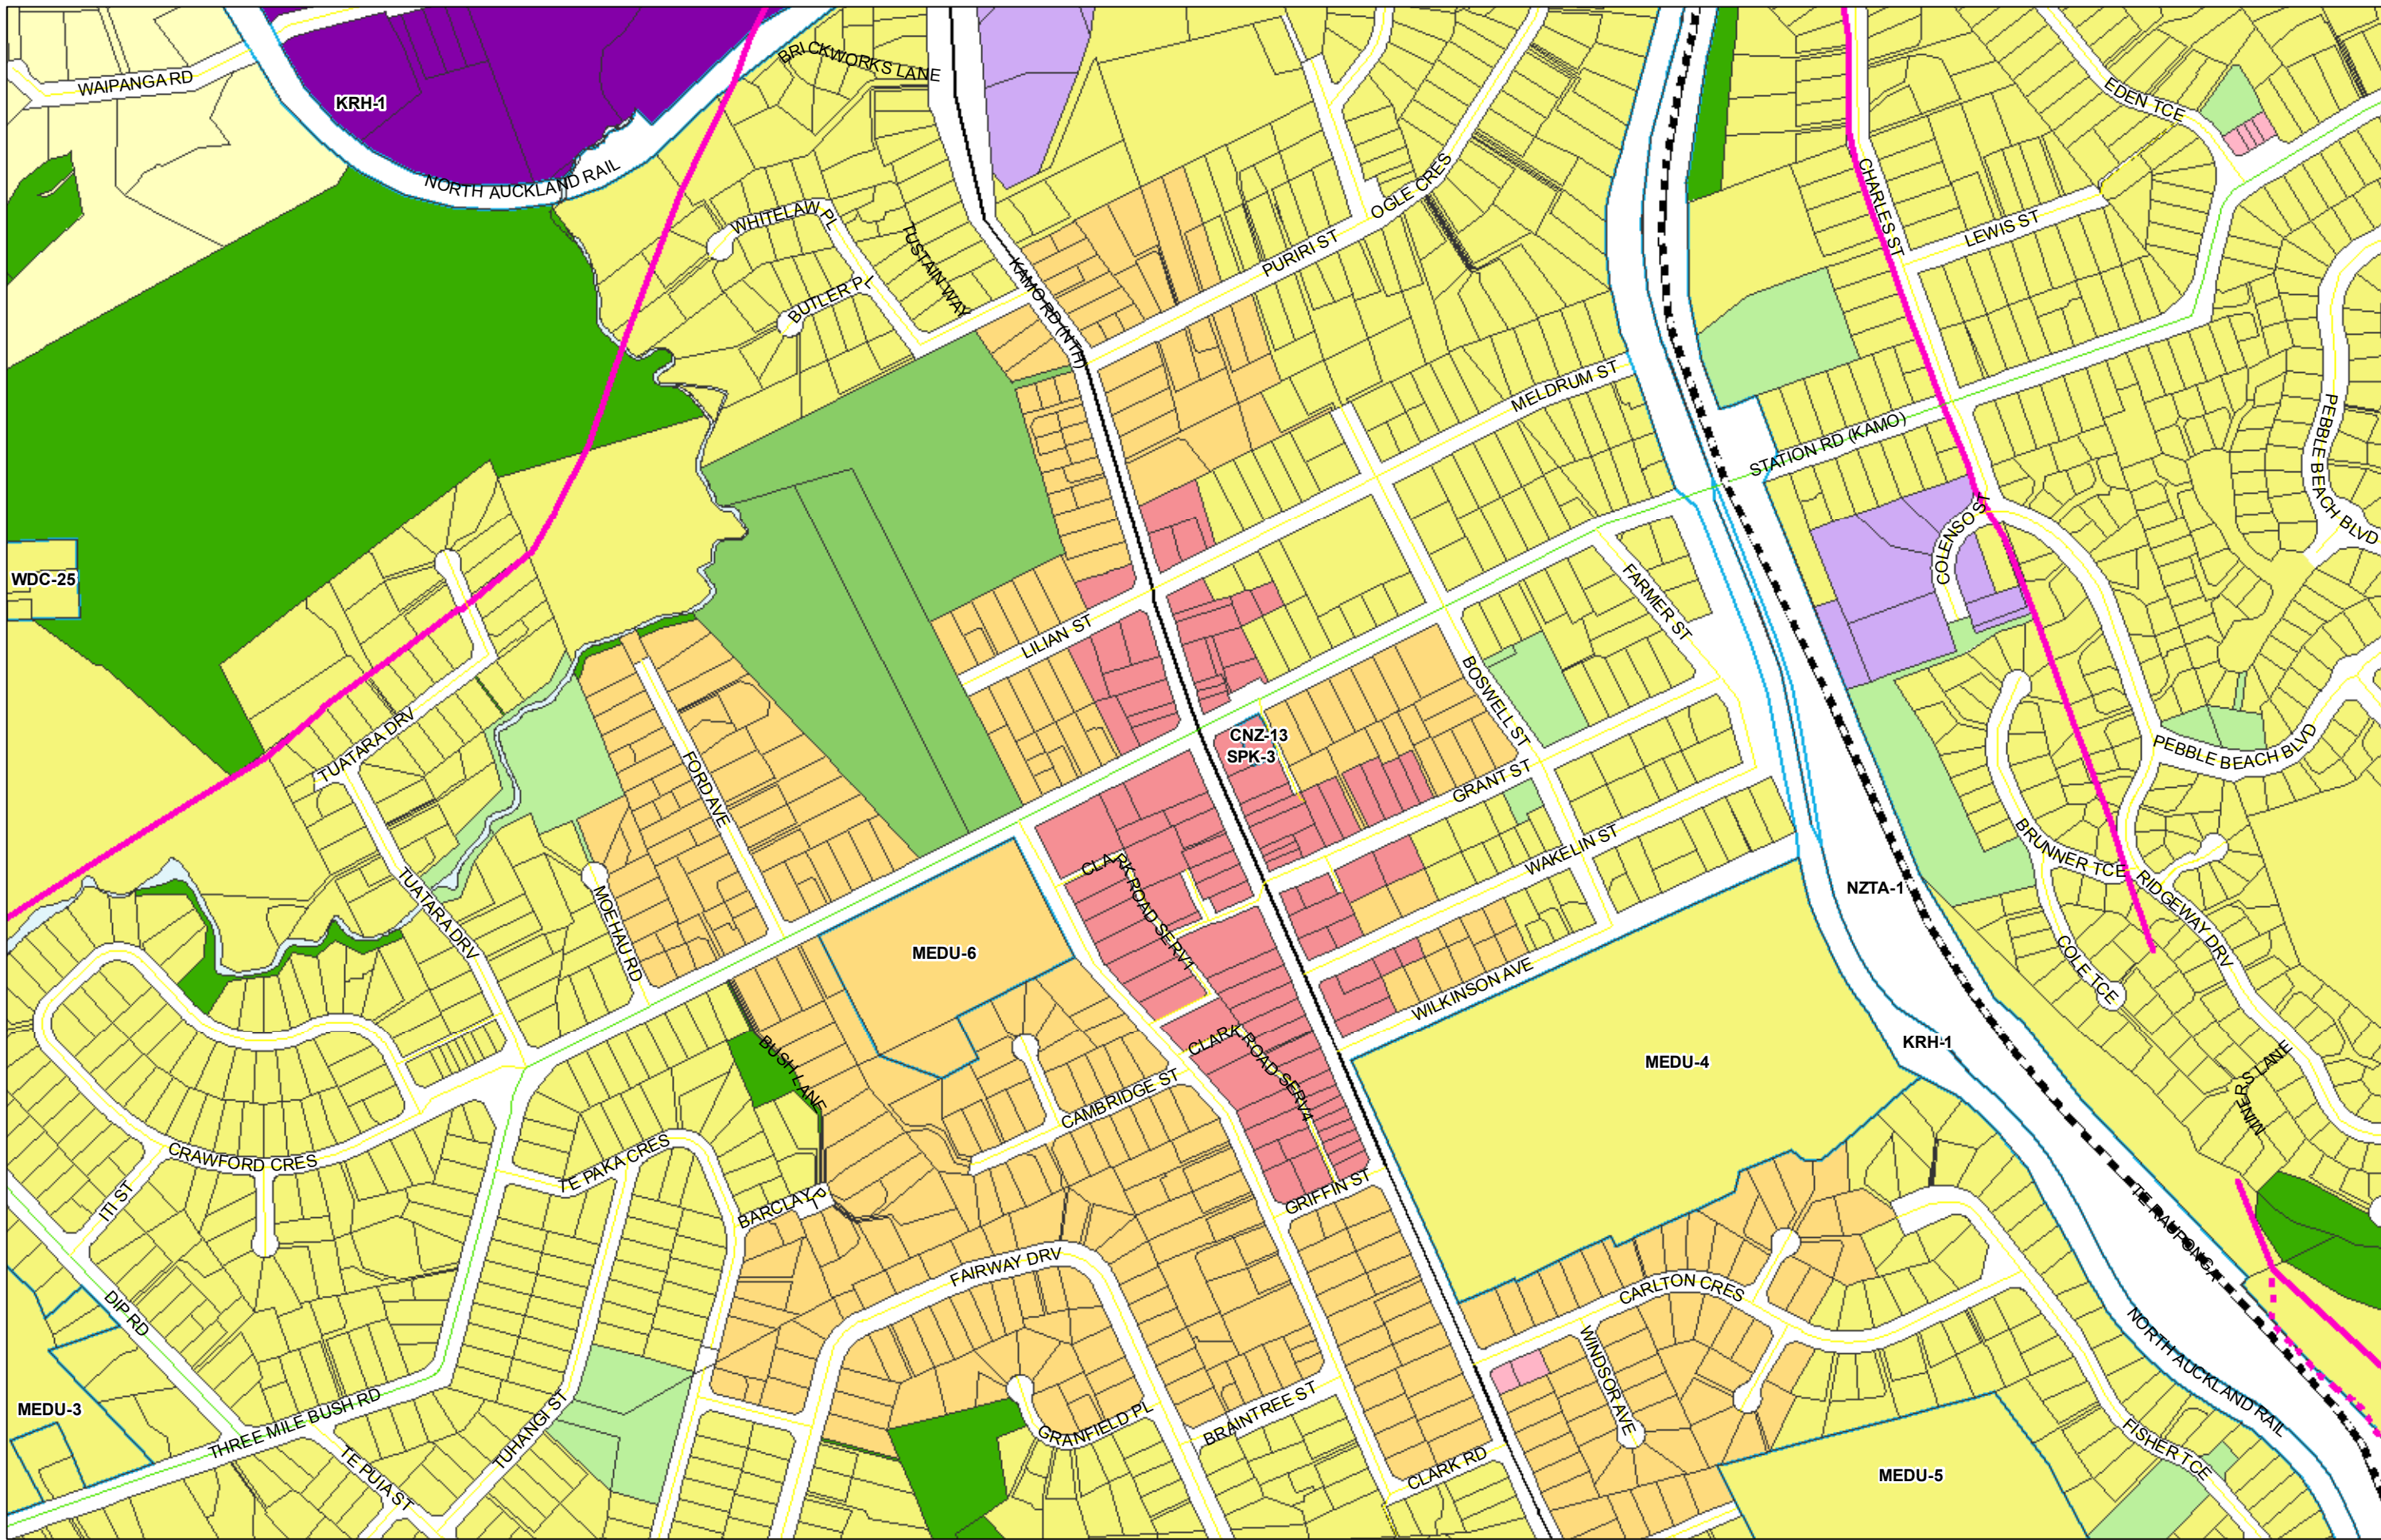 WAIPANGA RD
KRH-1
NORTH AUCKLAND RAIL
BRICKWORKS LANE
WHITELAW PL
BUTLER PL
TUSTAIN WAY
KAMO RD (NTH)
PURIRI ST
OGLE CRES
MELDRUM ST
CHARLES ST
LEWIS ST
EDEN TCE
STATION RD (KAMO)
PEBBLE BEACH BLVD
COLENSO ST
WDC-25
LILIAN ST
FARMER ST
BOSWELL ST
TUATARA DRV
FORD AVE
CNZ-13
SPK-3
GRANT ST
WAKELIN ST
PEBBLE BEACH BLVD
BRUNNER TCE
RIDGEWAY DRV
COLE TCE
NZTA-1
CLARK ROAD SERV1
TUATARA DRV
MOEHAU RD
MEDU-6
WILKINSON AVE
BUSH LANE
CLARK ROAD SERV4
CAMBRIDGE ST
MEDU-4
KRH-1
MINERS LANE
CRAWFORD CRES
ITI ST
TE PAKA CRES
BARCLAY PL
GRIFFIN ST
TE RAUPONGA
DIP RD
FAIRWAY DRV
CARLTON CRES
WINDSOR AVE
NORTH AUCKLAND RAIL
MEDU-3
THREE MILE BUSH RD
TE PUIA ST
TUHANGI ST
GRANFIELD PL
BRAINTREE ST
CLARK RD
MEDU-5
FISHER TCE